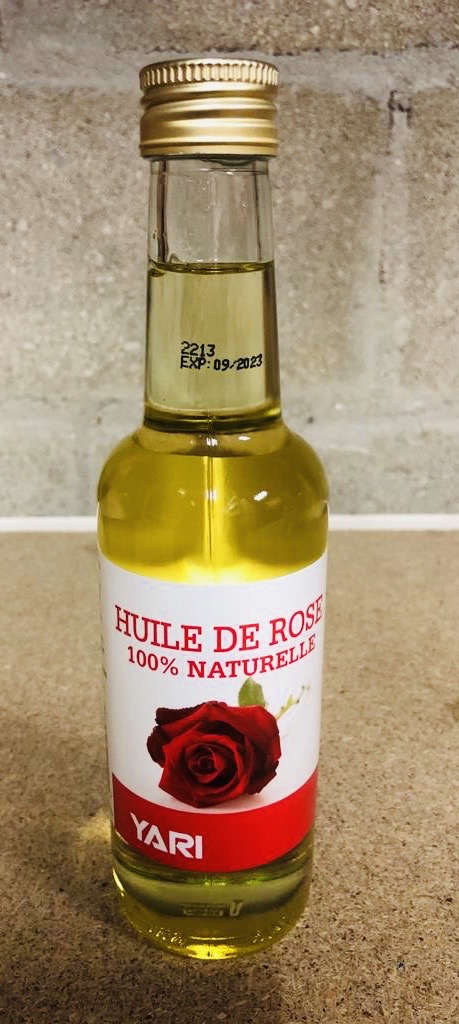 2213
EXP: 09/2023
HUILE DE ROSE
100% NATURELLE
YARI